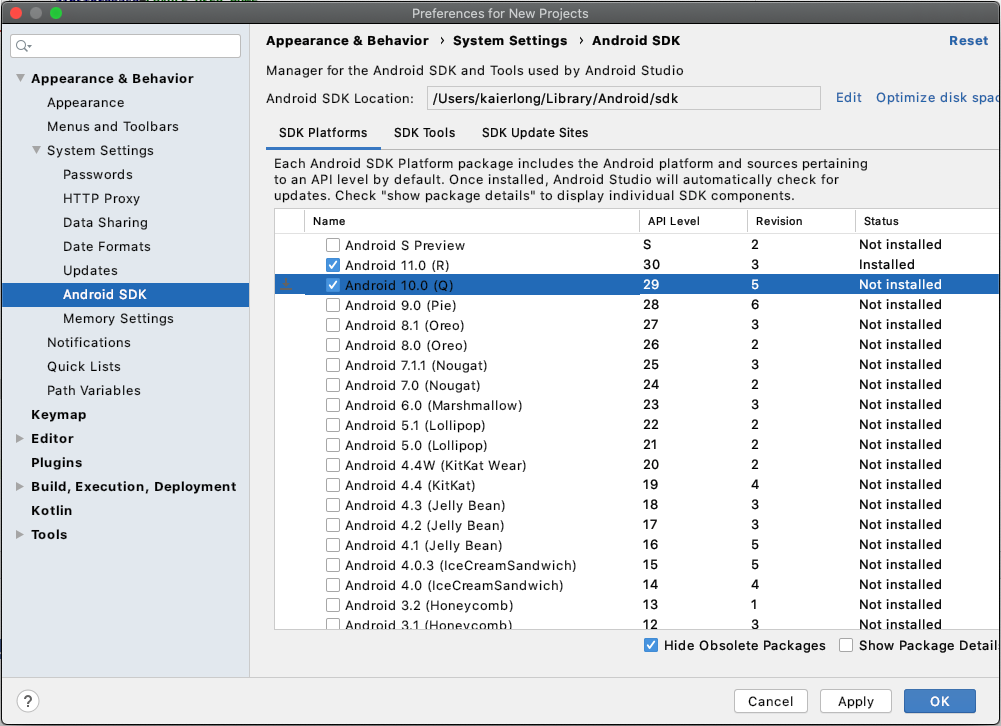 Preferences for New Projects
Appearance & Behavior › System Settings › Android SDK Reset
Manager for the Android SDK and Tools used by Android Studio
Android SDK Location: /Users/kaierlong/Library/Android/sdk Edit Optimize disk spac
Appearance & Behavior
Appearance
Menus and Toolbars
System Settings
Passwords
HTTP Proxy
Data Sharing
Date Formats
Updates
Android SDK
Memory Settings
Notifications
Quick Lists
Path Variables
Keymap
Editor
Plugins
Build, Execution, Deployment
Kotlin
Tools
SDK Platforms SDK Tools SDK Update Sites
Each Android SDK Platform package includes the Android platform and sources pertaining
to an API level by default. Once installed, Android Studio will automatically check for
updates. Check "show package details" to display individual SDK components.
Name API Level Revision Status
Android S Preview S 2 Not installed
Android 11.0 (R) 30 3 Installed
Android 10.0 (Q) 29 5 Not installed
Android 9.0 (Pie) 28 6 Not installed
Android 8.1 (Oreo) 27 3 Not installed
Android 8.0 (Oreo) 26 2 Not installed
Android 7.1.1 (Nougat) 25 3 Not installed
Android 7.0 (Nougat) 24 2 Not installed
Android 6.0 (Marshmallow) 23 3 Not installed
Android 5.1 (Lollipop) 22 2 Not installed
Android 5.0 (Lollipop) 21 2 Not installed
Android 4.4W (KitKat Wear) 20 2 Not installed
Android 4.4 (KitKat) 19 4 Not installed
Android 4.3 (Jelly Bean) 18 3 Not installed
Android 4.2 (Jelly Bean) 17 3 Not installed
Android 4.1 (Jelly Bean) 16 5 Not installed
Android 4.0.3 (IceCreamSandwich) 15 5 Not installed
Android 4.0 (IceCreamSandwich) 14 4 Not installed
Android 3.2 (Honeycomb) 13 1 Not installed
Android 3.1 (Honeycomb) 12 3 Not installed
Hide Obsolete Packages Show Package Detail
? Cancel Apply OK